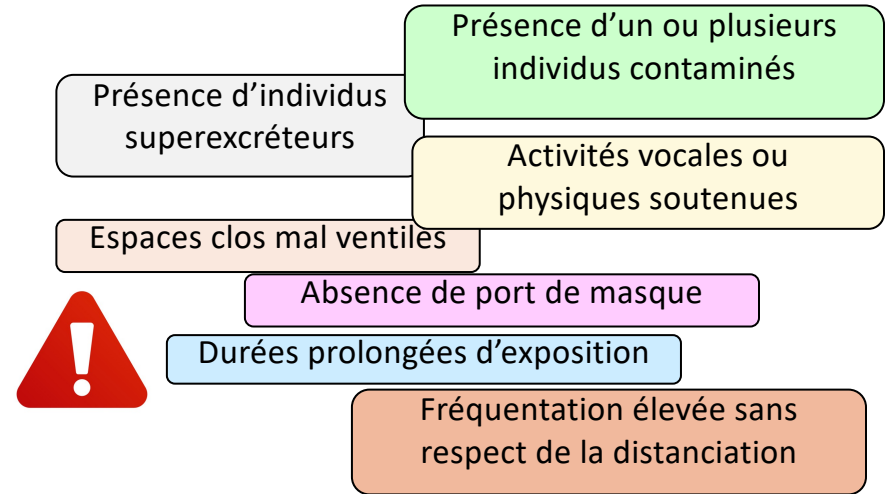 Présence d’un ou plusieurs
individus contaminés
Présence d’individus
superexcréteurs
Activités vocales ou
physiques soutenues
Espaces clos mal ventilés
Absence de port de masque
Durées prolongées d’exposition
Fréquentation élevée sans
respect de la distanciation